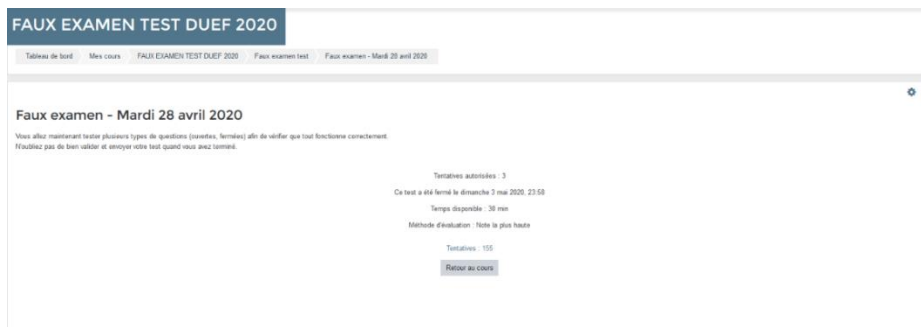 FAUX EXAMEN TEST DUEF 2020
Tableau de bord Mes cours FAUX EXAMEN TEST DUEF 2020 Faux examen test Faux examen - Mardi 28 avril 2020
Faux examen - Mardi 28 avril 2020
Vous allez maintenant tester plusieurs types de questions (ouvertes, fermées) afin de vérifier que tout fonctionne correctement.
N'oubliez pas de bien valider et envoyer votre test quand vous avez terminé.
Tentatives autorisées : 3
Ce test a été fermé le dimanche 3 mai 2020, 23:50
Temps disponible : 30 min
Méthode d'évaluation : Note la plus haute
Tentatives : 155
Retour au cours